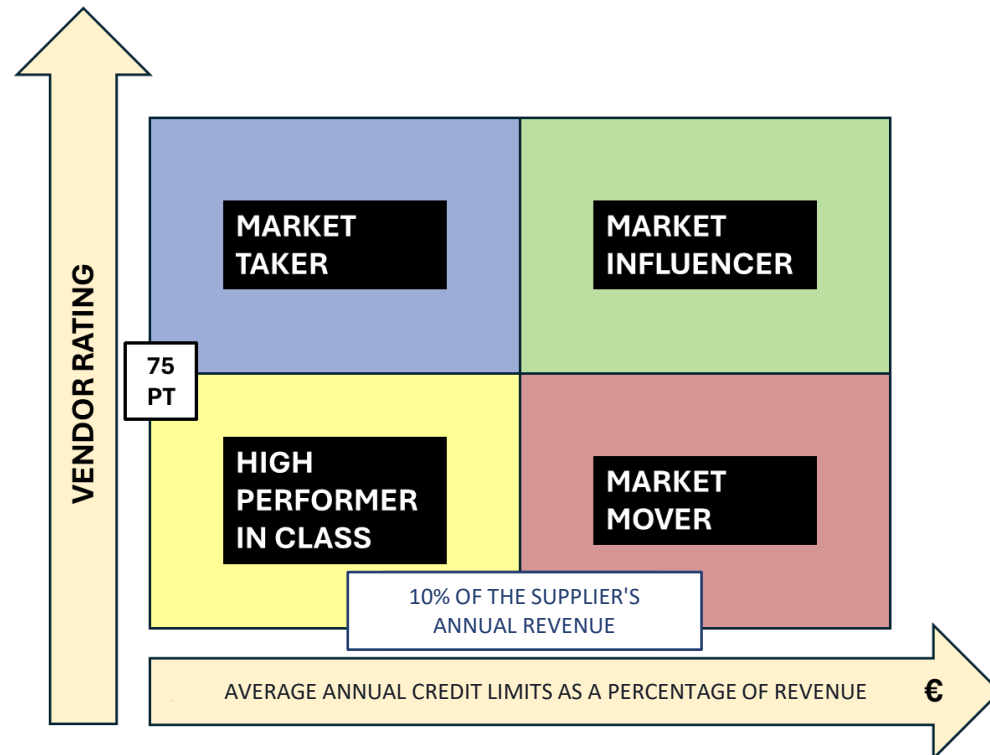 VENDOR RATING
MARKET
TAKER
MARKET
INFLUENCER
75
PT
HIGH
PERFORMER
IN CLASS
MARKET
MOVER
10% OF THE SUPPLIER'S
ANNUAL REVENUE
AVERAGE ANNUAL CREDIT LIMITS AS A PERCENTAGE OF REVENUE €